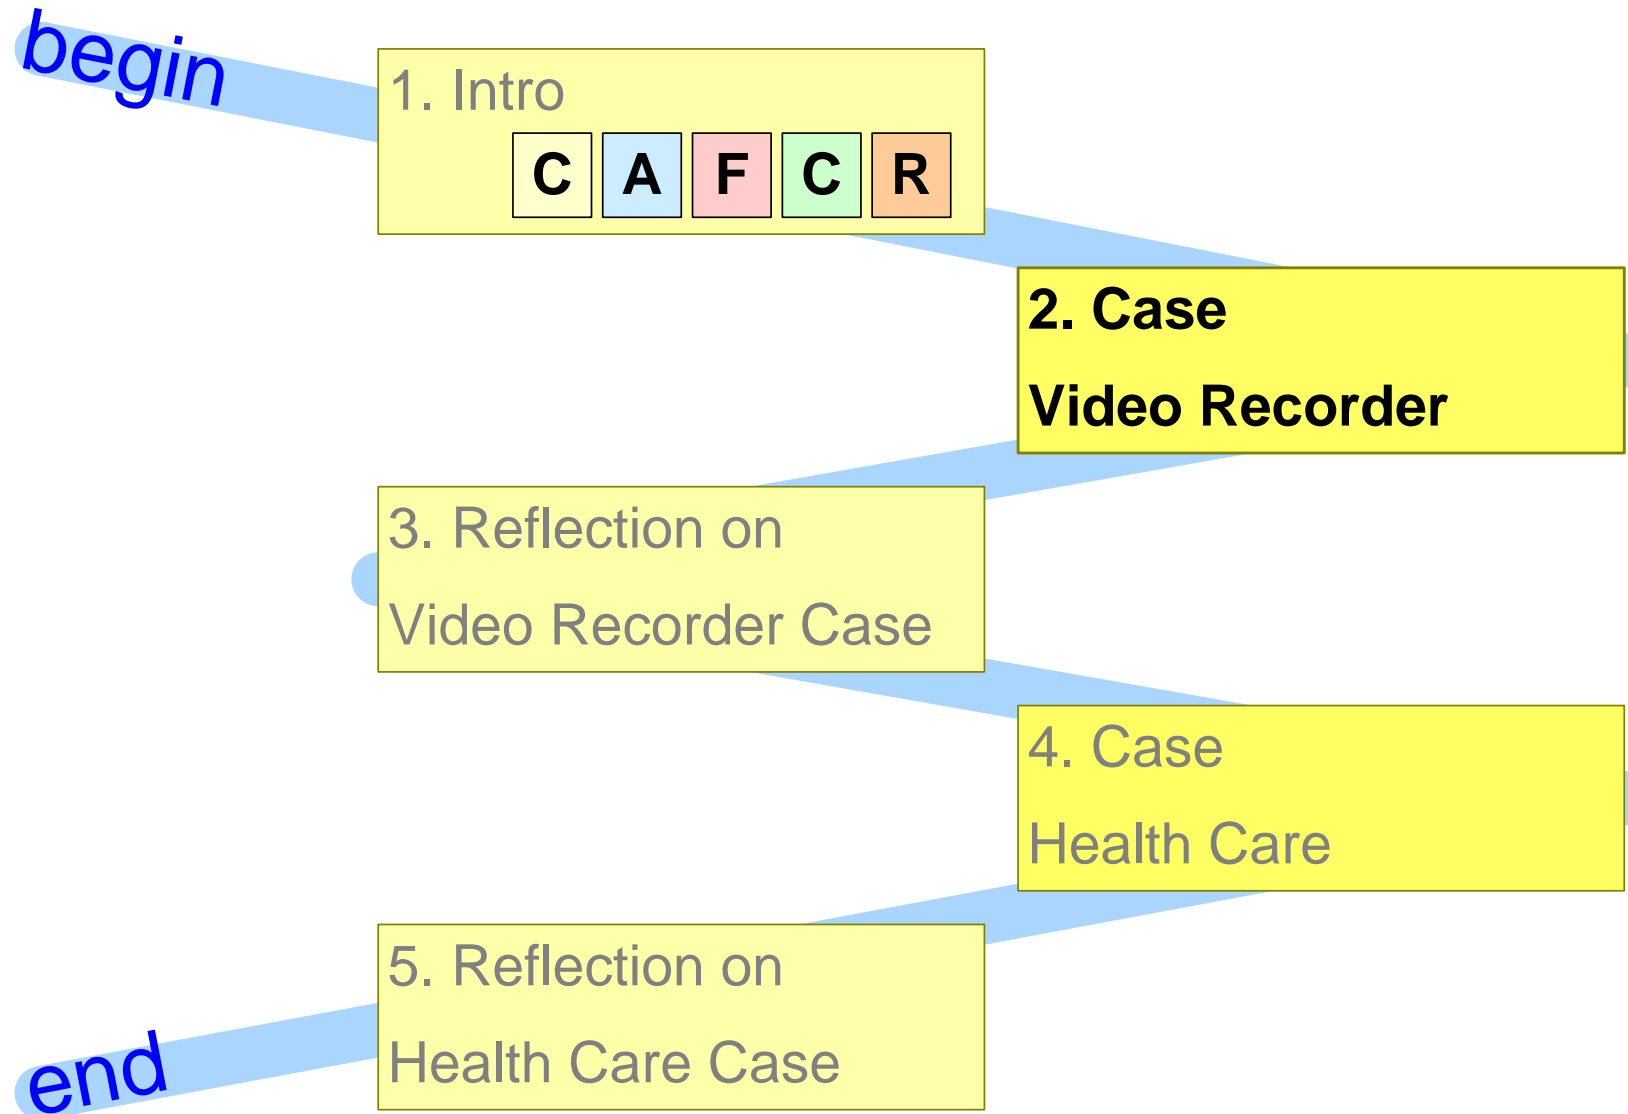 begin
1. Intro
C A F C R
2. Case
Video Recorder
3. Reflection on
Video Recorder Case
4. Case
Health Care
5. Reflection on
Health Care Case
end